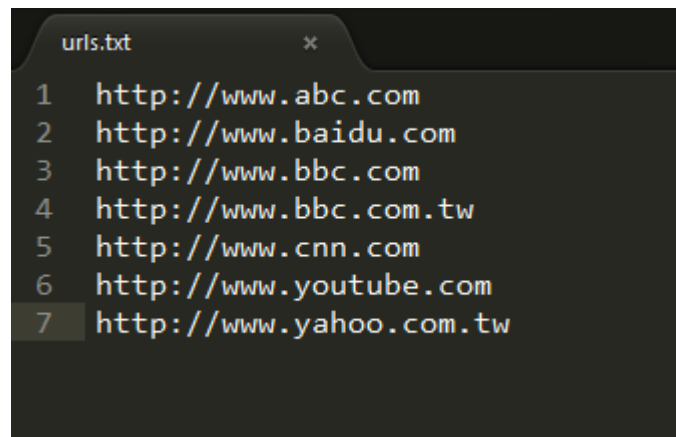 urls.txt ×
1 http://www.abc.com
2 http://www.baidu.com
3 http://www.bbc.com
4 http://www.bbc.com.tw
5 http://www.cnn.com
6 http://www.youtube.com
7 http://www.yahoo.com.tw